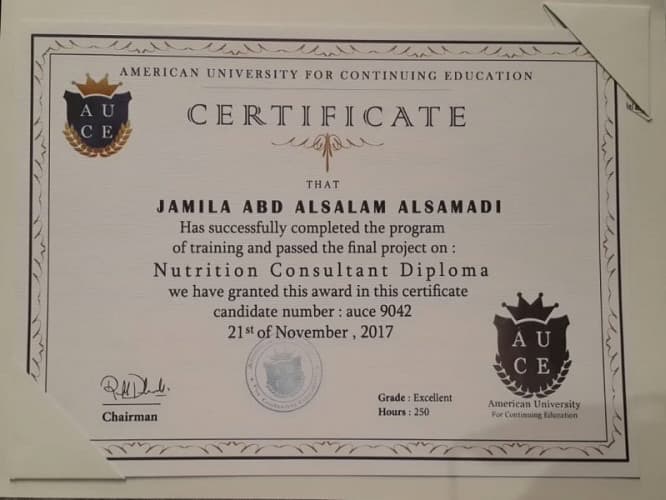 AMERICAN UNIVERSITY FOR CONTINUING EDUCATION
A U
C E
CERTIFICATE
THAT
JAMILA ABD ALSALAM ALSAMADI
Has successfully completed the program
of training and passed the final project on :
Nutrition Consultant Diploma
we have granted this award in this certificate
candidate number : auce 9042
21st of November , 2017
A U
C E
American University
For Continuing Education
Grade : Excellent
Hours : 250
Chairman